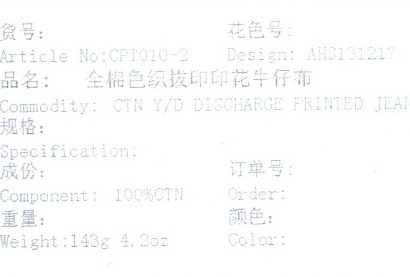 货号: 花色号:
Article No:CPT010-2 Design: AHS131217
品名: 全棉色织拔印印花牛仔布
Commodity: CTN Y/D DISCHARGE PRINTED JEAN
规格:
Specification:
成份: 订单号:
Component: 100%CTN Order:
重量: 颜色:
Weight:143g 4.2oz Color: